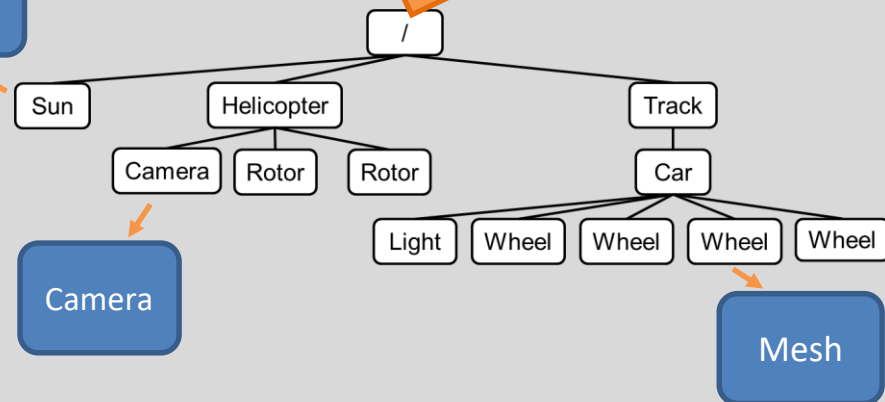 /
Sun
Helicopter
Track
Camera
Rotor
Rotor
Car
Light
Wheel
Wheel
Wheel
Wheel
Camera
Mesh